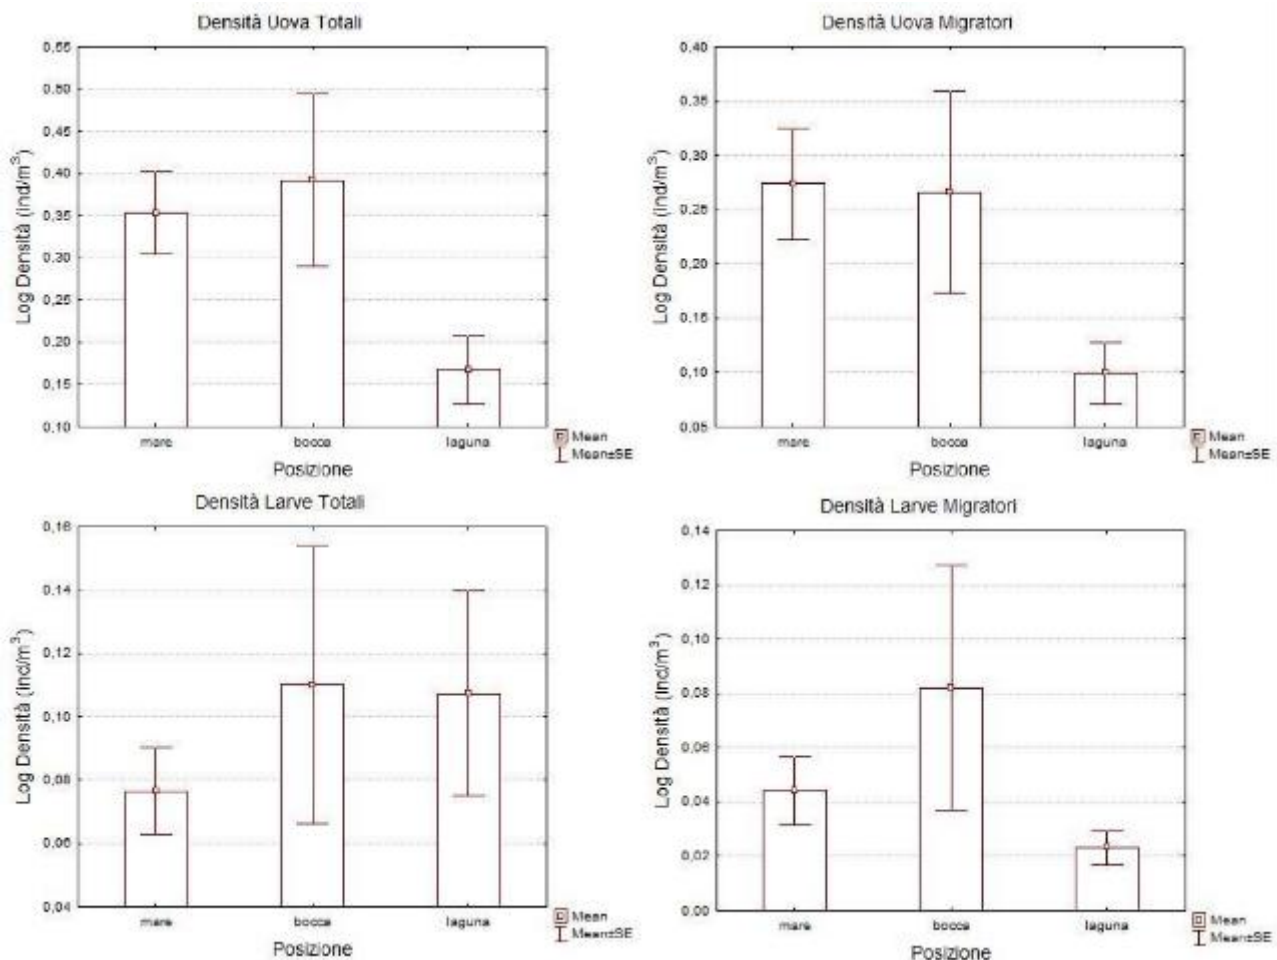 Densità Uova Totali
Log Densità (Ind/m³)
0,55
0,50
0,45
0,40
0,35
0,30
0,25
0,20
0,15
0,10
mare bocca laguna
Posizione
Mean
Mean±SE
Densità Uova Migratori
Log Densità (Ind/m³)
0,40
0,35
0,30
0,25
0,20
0,15
0,10
0,05
mare bocca laguna
Posizione
Mean
Mean±SE
Densità Larve Totali
Log Densità (Ind/m³)
0,16
0,14
0,12
0,10
0,08
0,06
0,04
mare bocca laguna
Posizione
Mean
Mean±SE
Densità Larve Migratori
Log Densità (Ind/m³)
0,14
0,12
0,10
0,08
0,06
0,04
0,02
0,00
mare bocca laguna
Posizione
Mean
Mean±SE